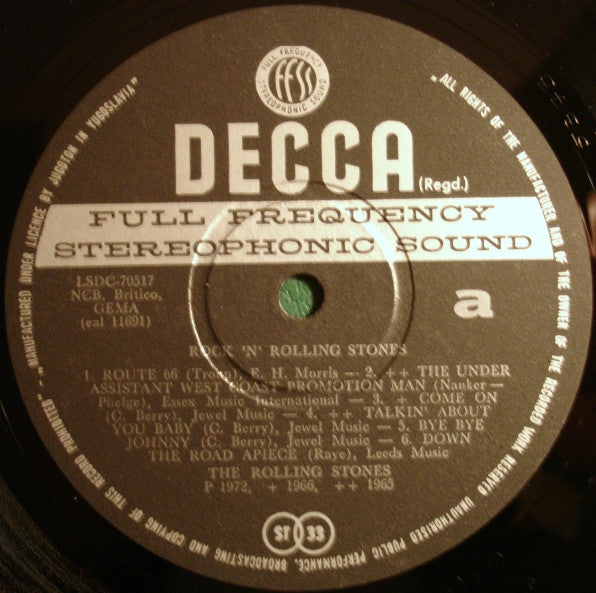 FULL FREQUENCY
ffss
STEREOPHONIC SOUND
DECCA (Regd.)
FULL FREQUENCY
STEREOPHONIC SOUND
LSDC-70517
NCB, Britico,
GEMA
(eal 11691)
a
ROCK 'N' ROLLING STONES
1. ROUTE 66 (Troup) E. H. Morris — 2. ++ THE UNDER
ASSISTANT WEST COAST PROMOTION MAN (Nanker —
Phelge), Essex Music International — 3. + COME ON
(C. Berry), Jewel Music — 4. ++ TALKIN' ABOUT
YOU BABY (C. Berry), Jewel Music — 5. BYE BYE
JOHNNY (C. Berry), Jewel Music — 6. DOWN
THE ROAD APIECE (Raye), Leeds Music
THE ROLLING STONES
P 1972, + 1966, ++ 1965
ST 33
„MANUFACTURED UNDER LICENCE BY JUGOTON IN YUGOSLAVIA"
„ALL RIGHTS OF THE MANUFACTURER AND OF THE OWNER OF THE RECORDED WORK RESERVED UNAUTHORISED PUBLIC PERFORMANCE, BROADCASTING AND COPYING OF THIS RECORD PROHIBITED"